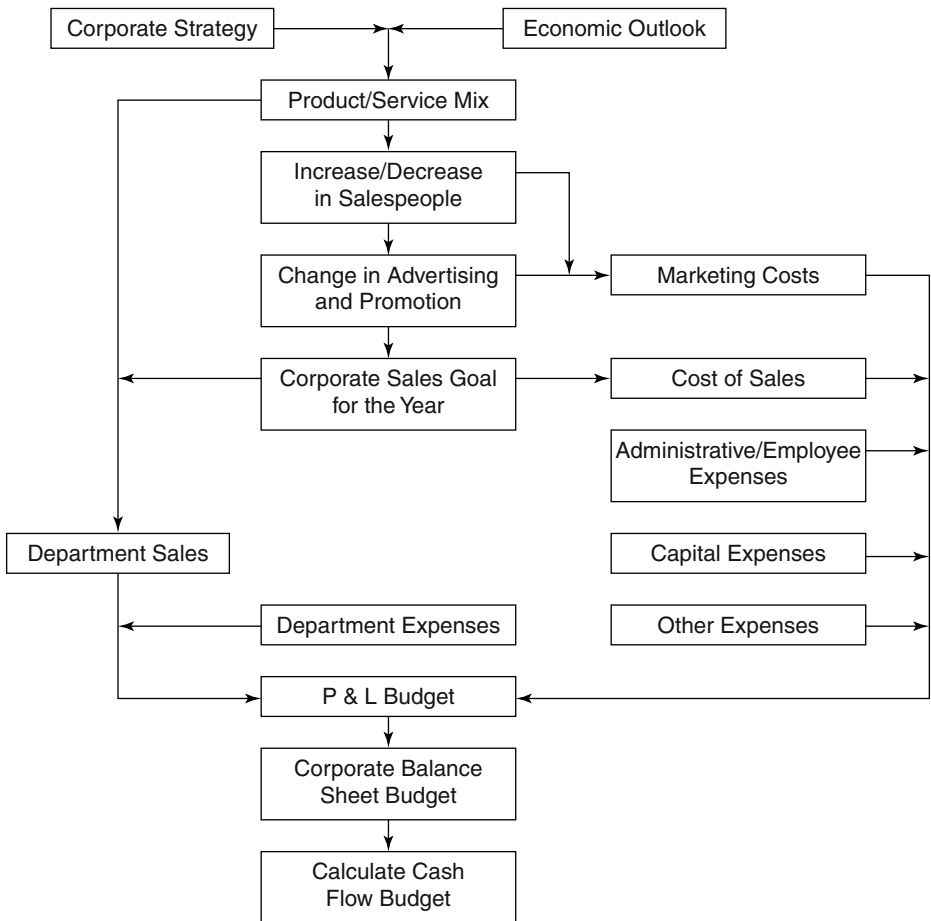 Corporate Strategy
Economic Outlook
Product/Service Mix
Increase/Decrease
in Salespeople
Change in Advertising
and Promotion
Marketing Costs
Corporate Sales Goal
for the Year
Cost of Sales
Administrative/Employee
Expenses
Department Sales
Capital Expenses
Department Expenses
Other Expenses
P & L Budget
Corporate Balance
Sheet Budget
Calculate Cash
Flow Budget